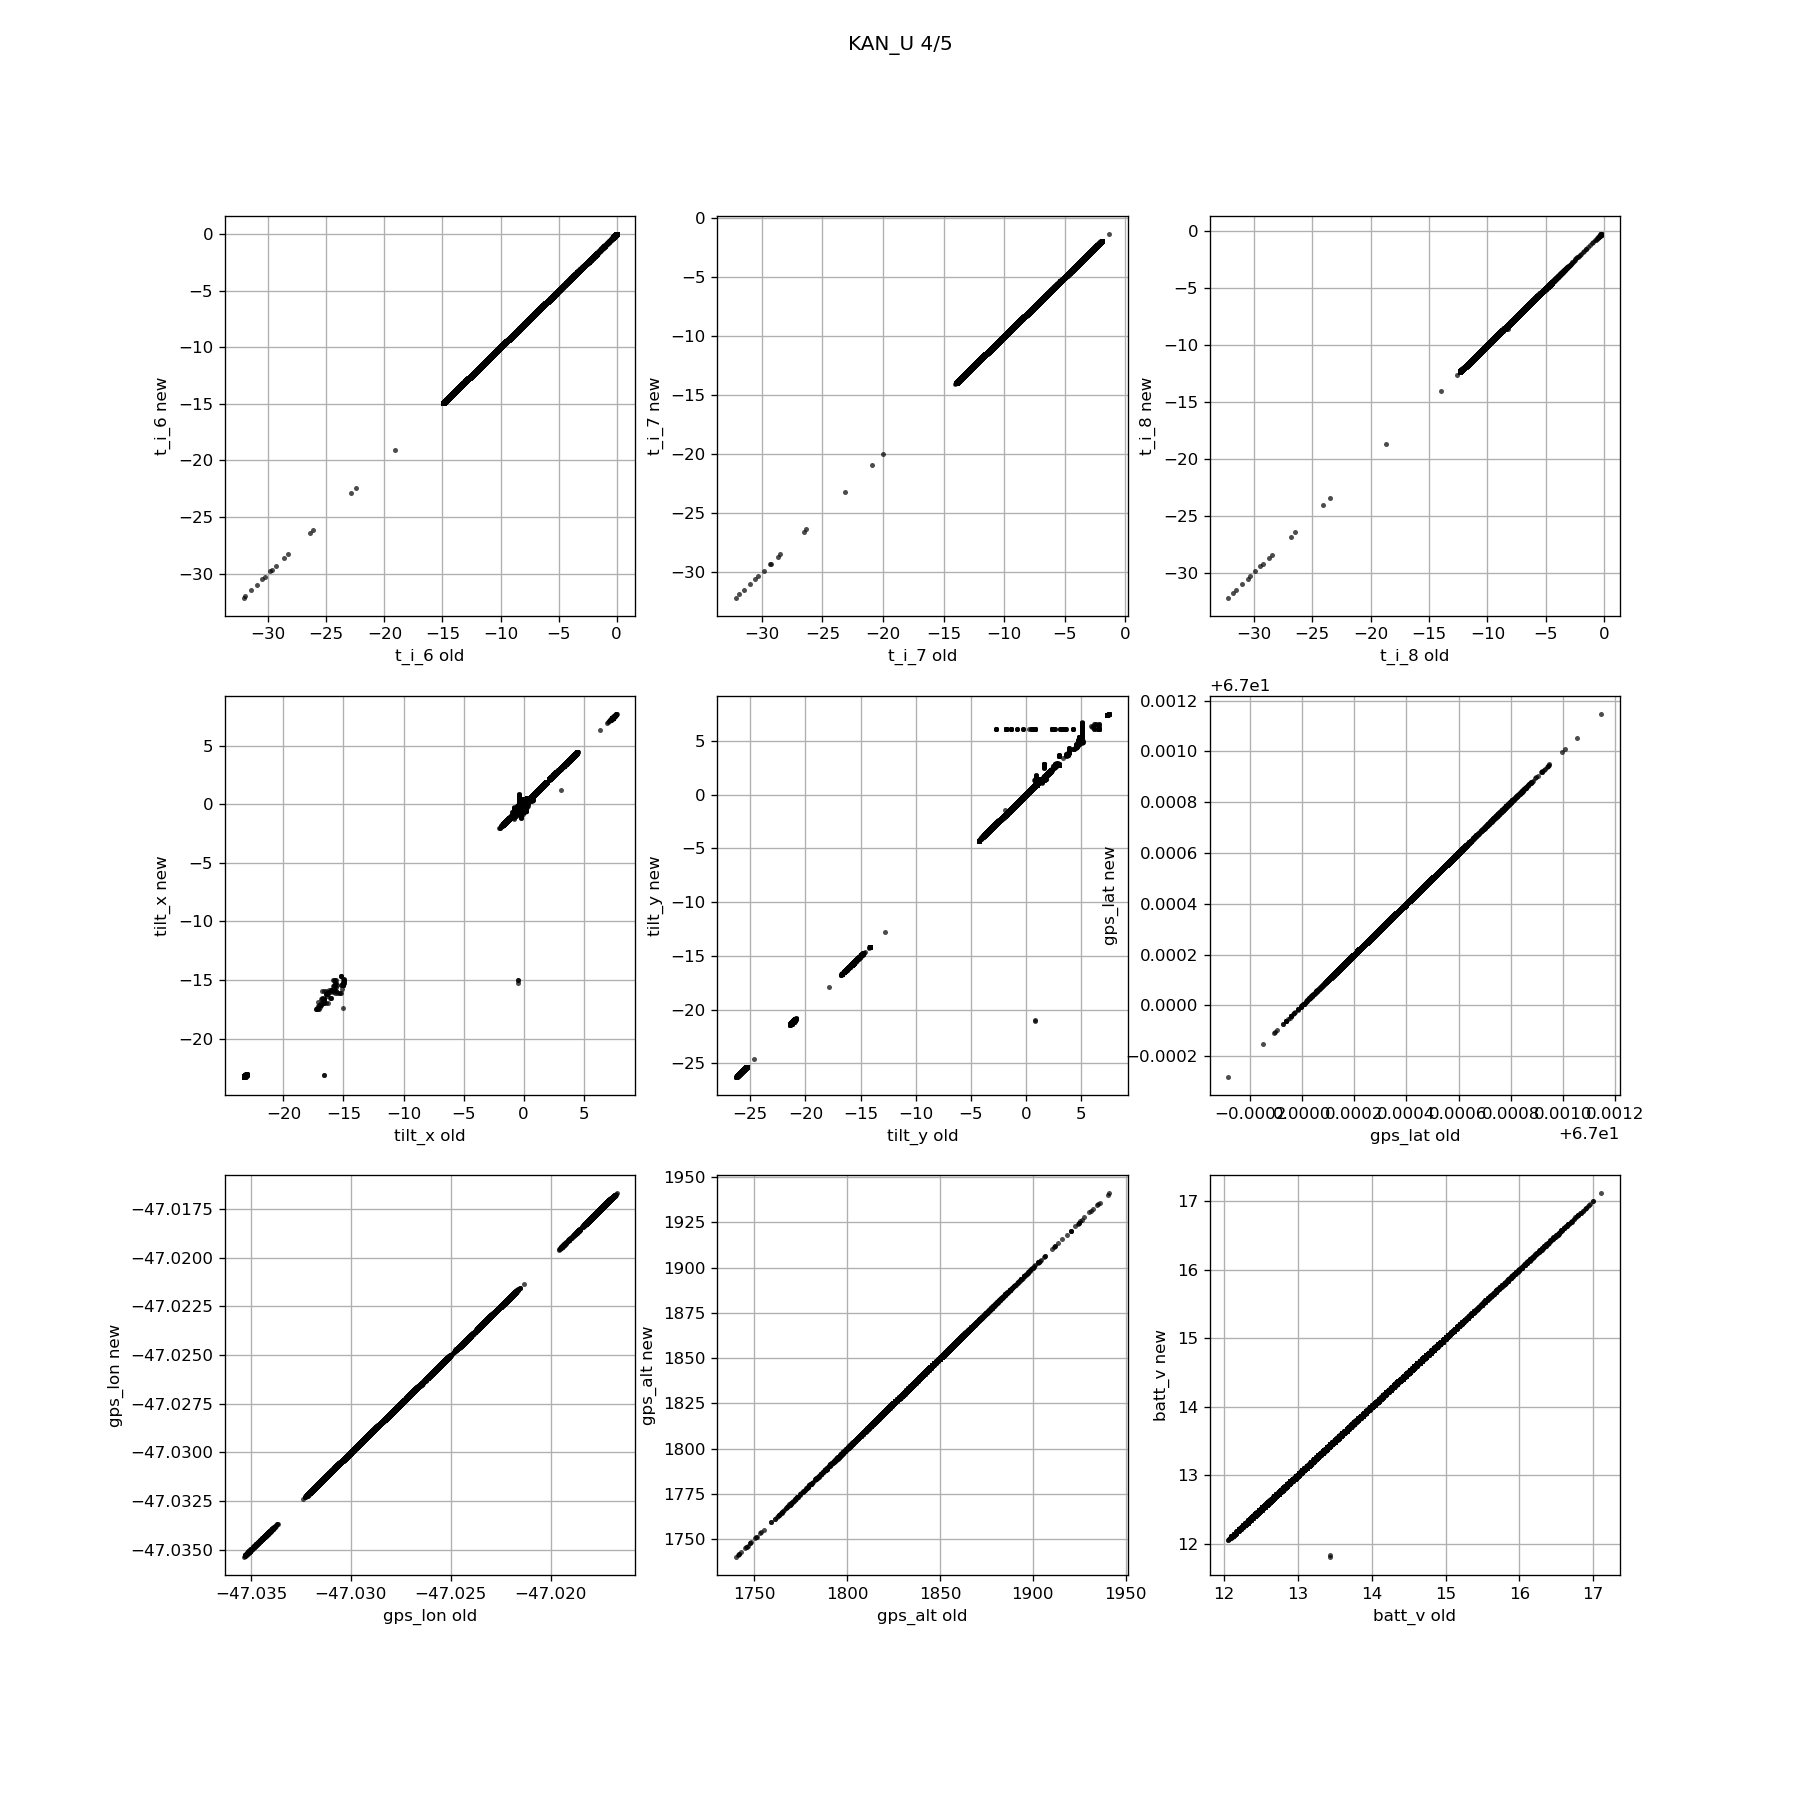 KAN_U 4/5
0
−5
−10
−15
−20
−25
−30
t_i_6 new
−30 −25 −20 −15 −10 −5 0
t_i_6 old
0
−5
−10
−15
−20
−25
−30
t_i_7 new
−30 −25 −20 −15 −10 −5 0
t_i_7 old
0
−5
−10
−15
−20
−25
−30
t_i_8 new
−30 −25 −20 −15 −10 −5 0
t_i_8 old
5
0
−5
−10
−15
−20
tilt_x new
−20 −15 −10 −5 0 5
tilt_x old
5
0
−5
−10
−15
−20
−25
tilt_y new
−25 −20 −15 −10 −5 0 5
tilt_y old
+6.7e1
0.0012
0.0010
0.0008
0.0006
0.0004
0.0002
0.0000
−0.0002
gps_lat new
−0.0002 0.0000 0.0002 0.0004 0.0006 0.0008 0.0010 0.0012
+6.7e1
gps_lat old
−47.0175
−47.0200
−47.0225
−47.0250
−47.0275
−47.0300
−47.0325
−47.0350
gps_lon new
−47.035 −47.030 −47.025 −47.020
gps_lon old
1950
1925
1900
1875
1850
1825
1800
1775
1750
gps_alt new
1750 1800 1850 1900 1950
gps_alt old
17
16
15
14
13
12
batt_v new
12 13 14 15 16 17
batt_v old